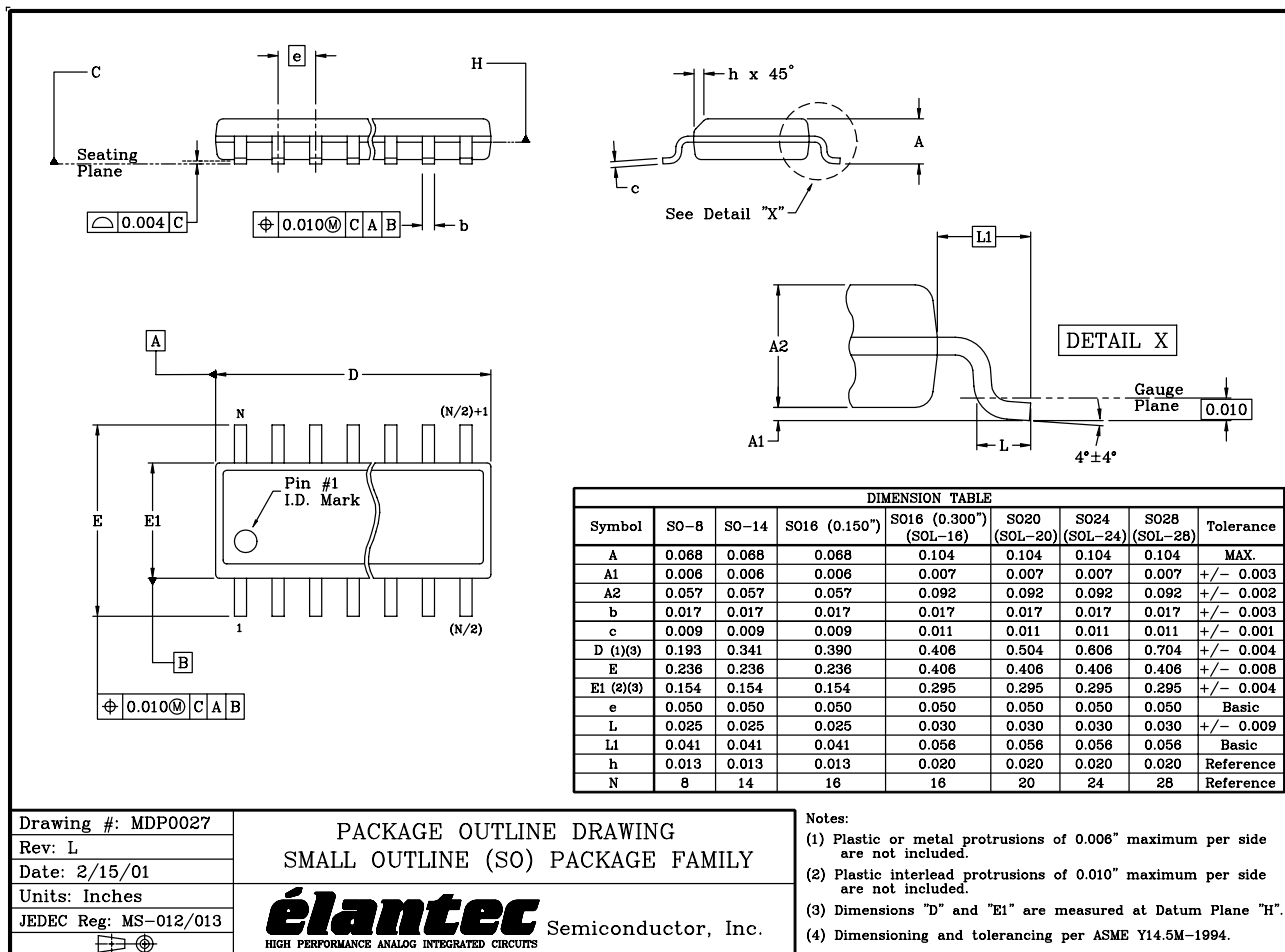 C
e
H
Seating
Plane
0.004 C
0.010Ⓜ C A B
b
h x 45°
A
c
See Detail "X"
L1
A2
DETAIL X
Gauge
Plane
0.010
A1
L
4°±4°
A
D
N
(N/2)+1
Pin #1
I.D. Mark
E
E1
1
(N/2)
B
0.010Ⓜ C A B
DIMENSION TABLE
Symbol SO-8 SO-14 SO16 (0.150") SO16 (0.300") (SOL-16) SO20 (SOL-20) SO24 (SOL-24) SO28 (SOL-28) Tolerance
A 0.068 0.068 0.068 0.104 0.104 0.104 0.104 MAX.
A1 0.006 0.006 0.006 0.007 0.007 0.007 0.007 +/- 0.003
A2 0.057 0.057 0.057 0.092 0.092 0.092 0.092 +/- 0.002
b 0.017 0.017 0.017 0.017 0.017 0.017 0.017 +/- 0.003
c 0.009 0.009 0.009 0.011 0.011 0.011 0.011 +/- 0.001
D (1)(3) 0.193 0.341 0.390 0.406 0.504 0.606 0.704 +/- 0.004
E 0.236 0.236 0.236 0.406 0.406 0.406 0.406 +/- 0.008
E1 (2)(3) 0.154 0.154 0.154 0.295 0.295 0.295 0.295 +/- 0.004
e 0.050 0.050 0.050 0.050 0.050 0.050 0.050 Basic
L 0.025 0.025 0.025 0.030 0.030 0.030 0.030 +/- 0.009
L1 0.041 0.041 0.041 0.056 0.056 0.056 0.056 Basic
h 0.013 0.013 0.013 0.020 0.020 0.020 0.020 Reference
N 8 14 16 16 20 24 28 Reference
Drawing #: MDP0027
Rev: L
Date: 2/15/01
Units: Inches
JEDEC Reg: MS-012/013
PACKAGE OUTLINE DRAWING
SMALL OUTLINE (SO) PACKAGE FAMILY
élantec Semiconductor, Inc.
HIGH PERFORMANCE ANALOG INTEGRATED CIRCUITS
Notes:
(1) Plastic or metal protrusions of 0.006" maximum per side
are not included.
(2) Plastic interlead protrusions of 0.010" maximum per side
are not included.
(3) Dimensions "D" and "E1" are measured at Datum Plane "H".
(4) Dimensioning and tolerancing per ASME Y14.5M-1994.